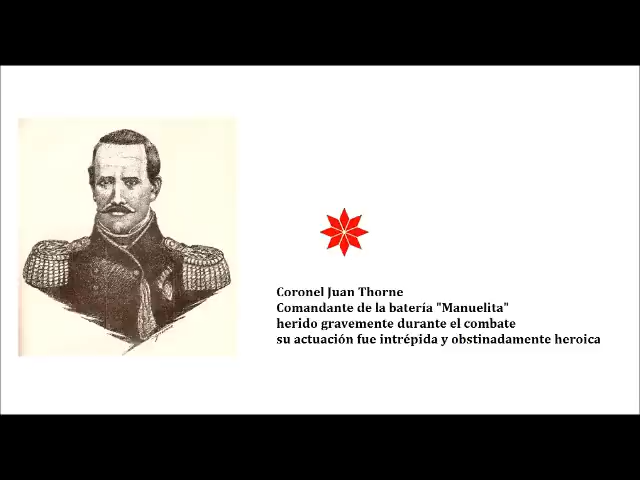 Coronel Juan Thorne
Comandante de la batería "Manuelita"
herido gravemente durante el combate
su actuación fue intrépida y obstinadamente heroica